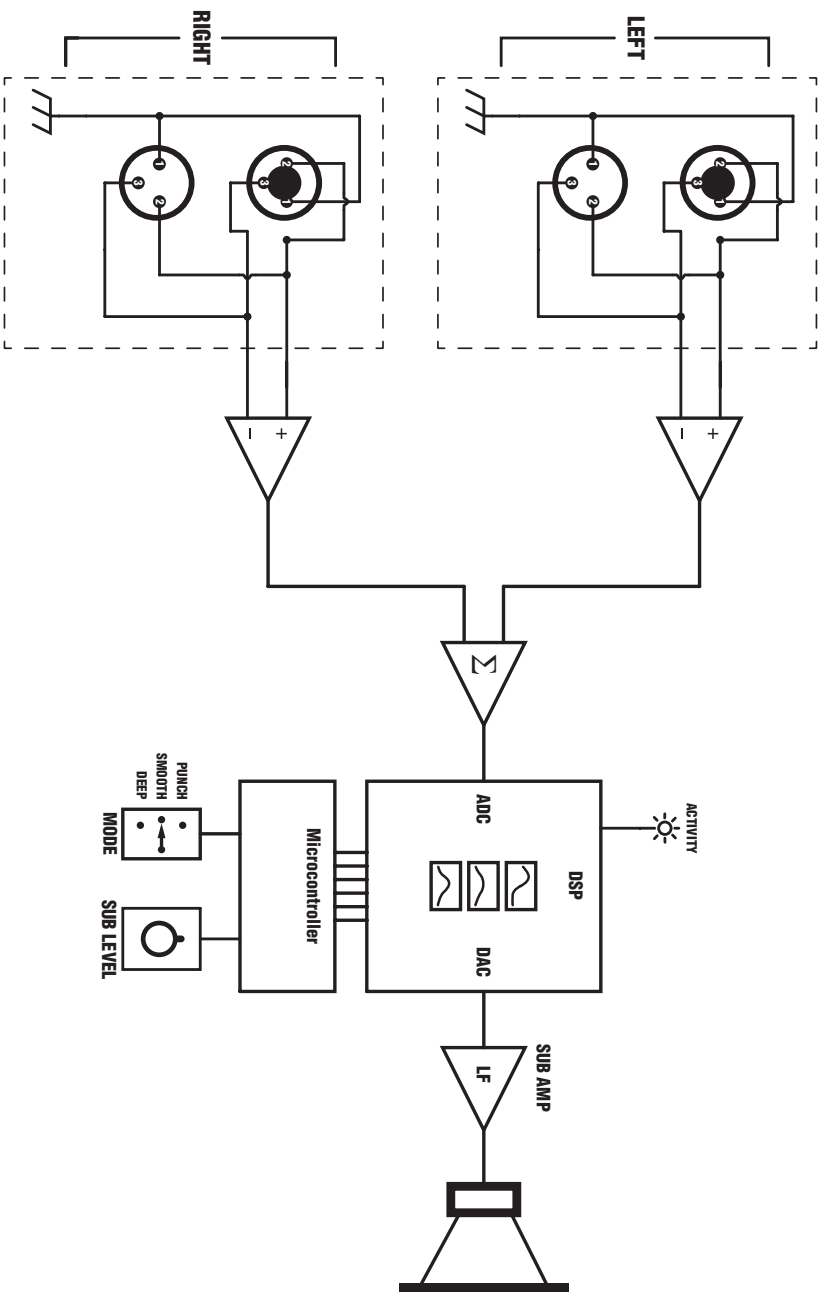 LEFT
2
3
1
1
3
2
+
−
RIGHT
2
3
1
1
3
2
+
−
Σ
ACTIVITY
ADC
DSP
DAC
Microcontroller
PUNCH
SMOOTH
DEEP
MODE
SUB LEVEL
SUB AMP
LF